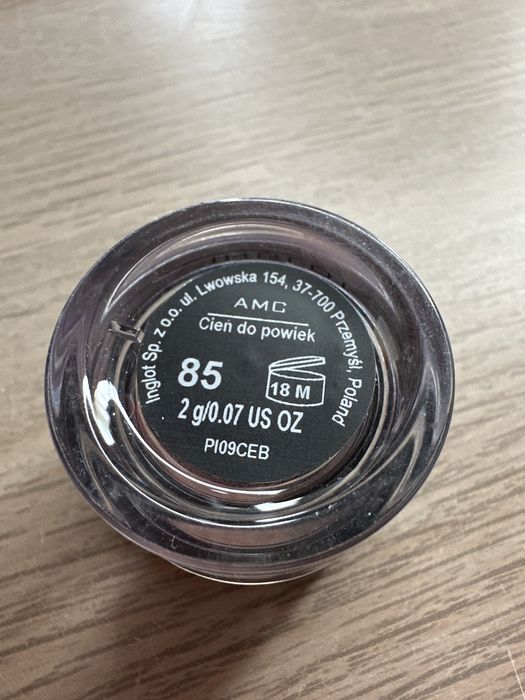 Inglot Sp. z o.o. ul. Lwowska 154, 37-700 Przemyśl, Poland
AMC
Cień do powiek
85
18 M
2 g/0.07 US OZ
PI09CEB